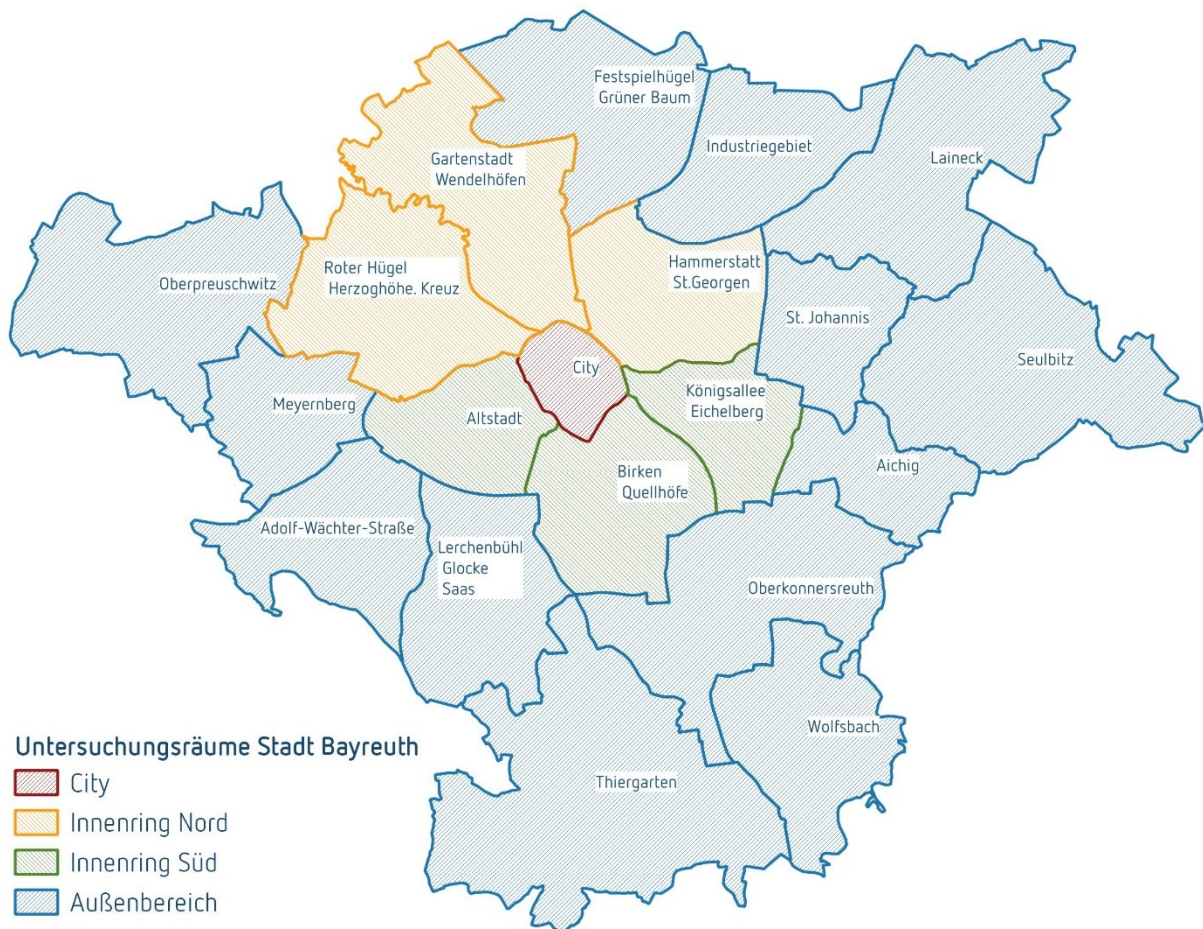 Festspielhügel
Grüner Baum
Industriegebiet
Laineck
Gartenstadt
Wendelhöfen
Hammerstatt
St.Georgen
Roter Hügel
Herzoghöhe. Kreuz
Oberpreuschwitz
St. Johannis
Seulbitz
City
Königsallee
Eichelberg
Meyernberg
Altstadt
Aichig
Birken
Quellhöfe
Adolf-Wächter-Straße
Lerchenbühl
Glocke
Saas
Oberkonnersreuth
Wolfsbach
Thiergarten
Untersuchungsräume Stadt Bayreuth
City
Innenring Nord
Innenring Süd
Außenbereich